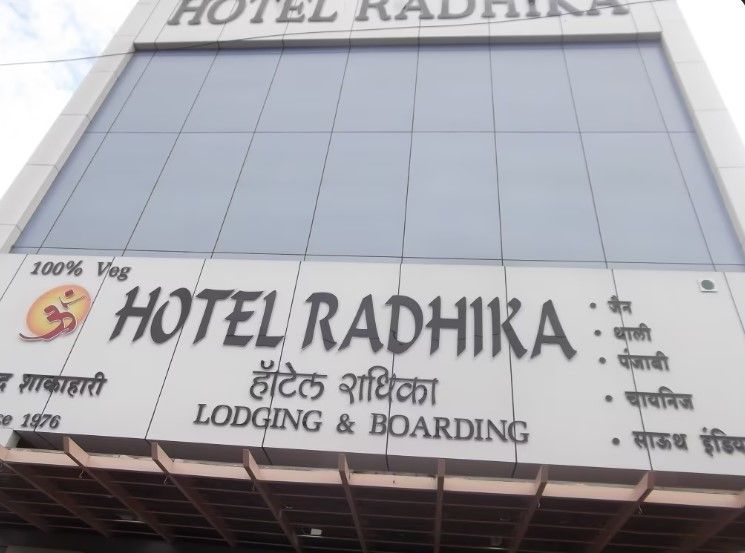 HOTEL RADHIKA
100% Veg
HOTEL RADHIKA
हॉटेल राधिका
LODGING & BOARDING
शाकाहारी
1976
• जैन
• थाली
• पंजाबी
• चायनिज
• साऊथ